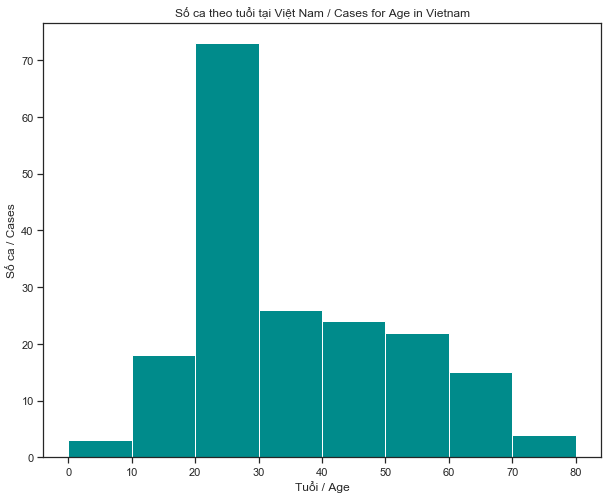 Số ca theo tuổi tại Việt Nam / Cases for Age in Vietnam
70
60
50
40
30
20
10
0
Số ca / Cases
0 10 20 30 40 50 60 70 80
Tuổi / Age